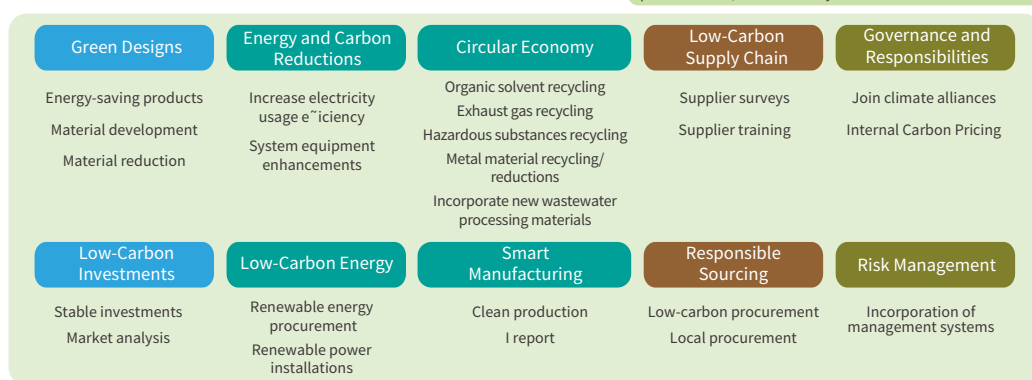 Green Designs
Energy-saving products
Material development
Material reduction
Energy and Carbon
Reductions
Increase electricity
usage e˜iciency
System equipment
enhancements
Circular Economy
Organic solvent recycling
Exhaust gas recycling
Hazardous substances recycling
Metal material recycling/
reductions
Incorporate new wastewater
processing materials
Low-Carbon
Supply Chain
Supplier surveys
Supplier training
Governance and
Responsibilities
Join climate alliances
Internal Carbon Pricing
Low-Carbon
Investments
Stable investments
Market analysis
Low-Carbon Energy
Renewable energy
procurement
Renewable power
installations
Smart
Manufacturing
Clean production
I report
Responsible
Sourcing
Low-carbon procurement
Local procurement
Risk Management
Incorporation of
management systems